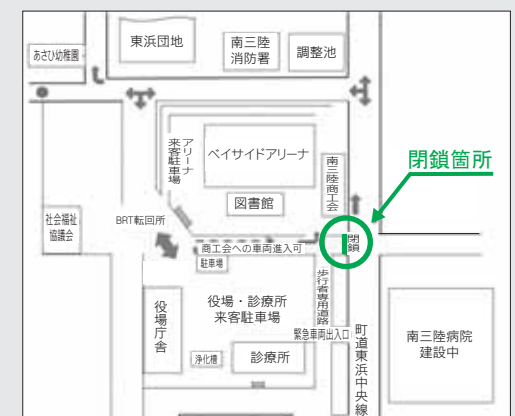 東浜団地
南三陸
消防署
調整池
あさひ幼稚園
アリーナ
来客駐車場
ベイサイドアリーナ
図書館
南三陸商工会
閉鎖箇所
社会福祉
協議会
BRT転回所
商工会への車両進入可
閉鎖
駐車場
歩行者専用道路
役場庁舎
役場・診療所
来客駐車場
緊急車両出入口
町道東浜中央線
南三陸病院
建設中
浄化槽
診療所